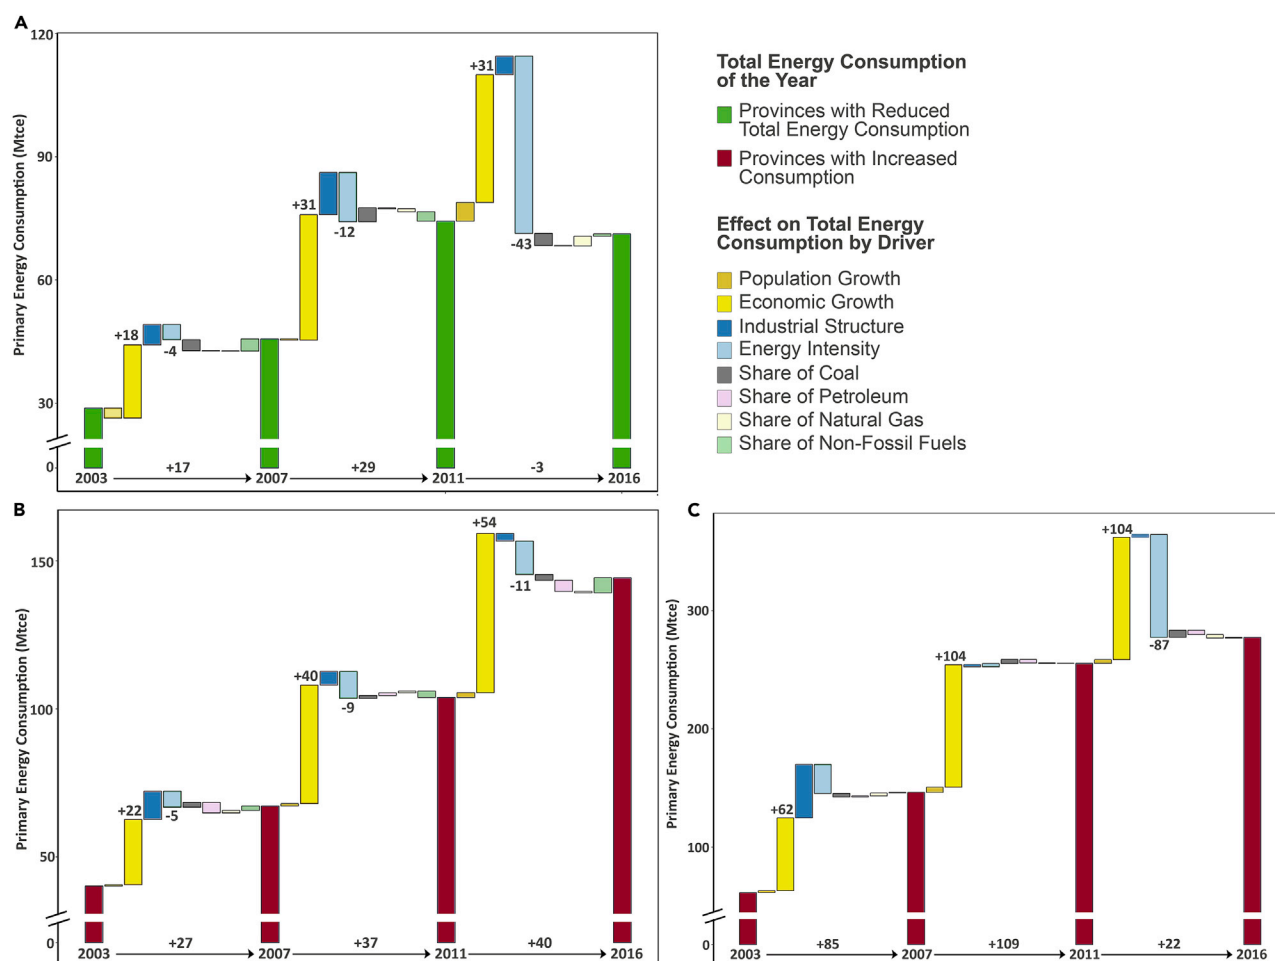 A
120
90
60
30
0
Primary Energy Consumption (Mtce)
+18
-4
+31
-12
+31
-43
+17
+29
-3
2003
2007
2011
2016
Total Energy Consumption
of the Year
Provinces with Reduced
Total Energy Consumption
Provinces with Increased
Consumption
Effect on Total Energy
Consumption by Driver
Population Growth
Economic Growth
Industrial Structure
Energy Intensity
Share of Coal
Share of Petroleum
Share of Natural Gas
Share of Non-Fossil Fuels
B
150
100
50
0
Primary Energy Consumption (Mtce)
+22
-5
+40
-9
+54
-11
+27
+37
+40
2003
2007
2011
2016
C
300
200
100
0
Primary Energy Consumption (Mtce)
+62
+104
+104
-87
+85
+109
+22
2003
2007
2011
2016